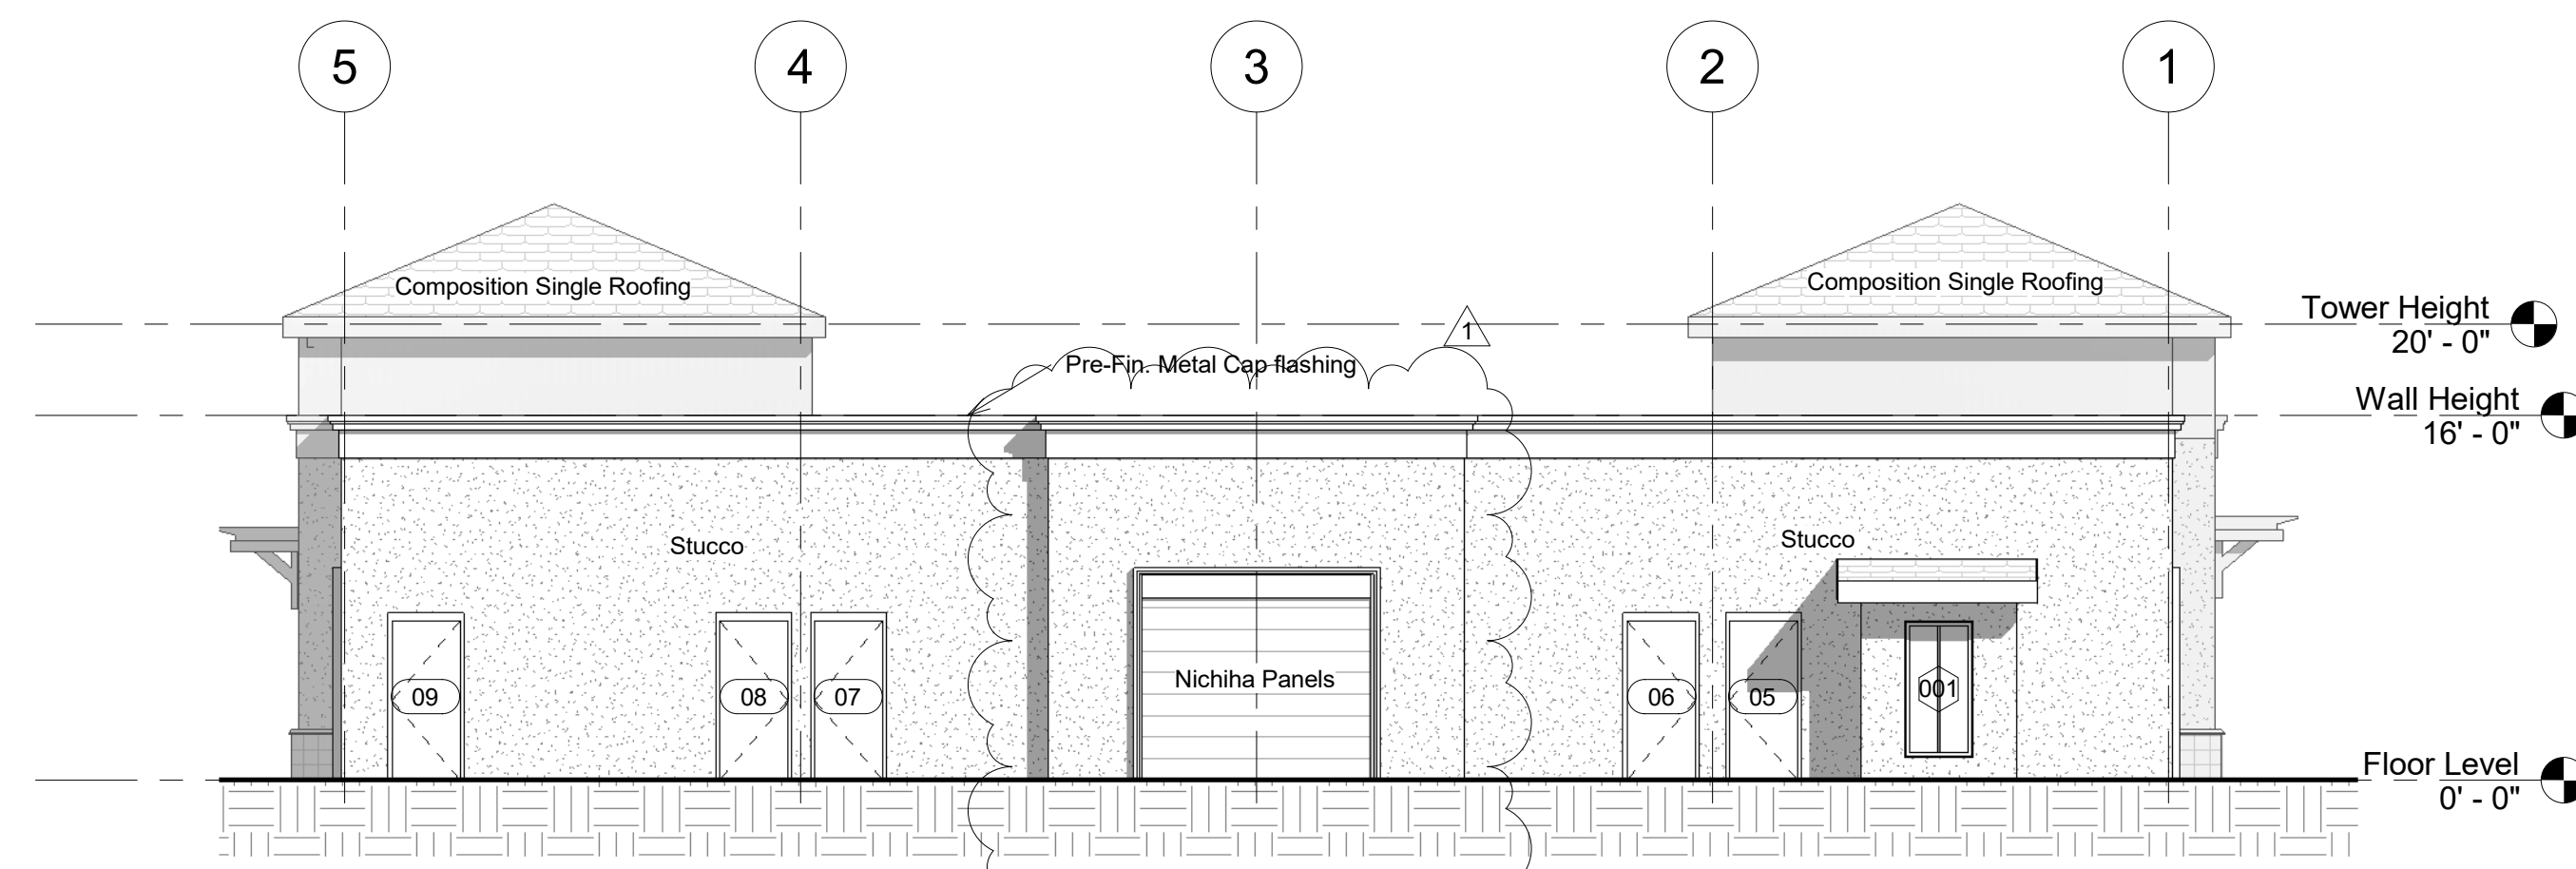 5 4 3 2 1
Composition Single Roofing
Composition Single Roofing
Tower Height
20' - 0"
1
Pre-Fin. Metal Cap flashing
Wall Height
16' - 0"
Stucco
Stucco
Nichiha Panels
09 08 07 06 05 001
Floor Level
0' - 0"